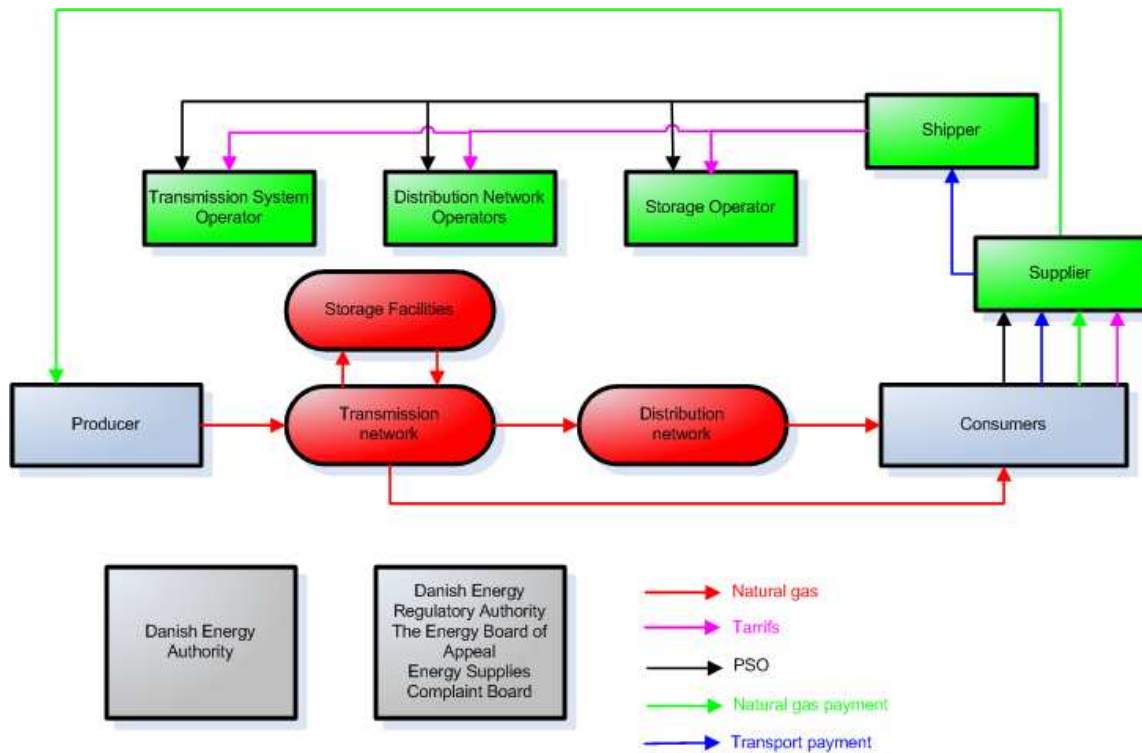 Shipper
Transmission System
Operator
Distribution Network
Operators
Storage Operator
Supplier
Storage Facilities
Producer
Transmission
network
Distribution
network
Consumers
Danish Energy
Authority
Danish Energy
Regulatory Authority
The Energy Board of
Appeal
Energy Supplies
Complaint Board
Natural gas
Tarrifs
PSO
Natural gas payment
Transport payment